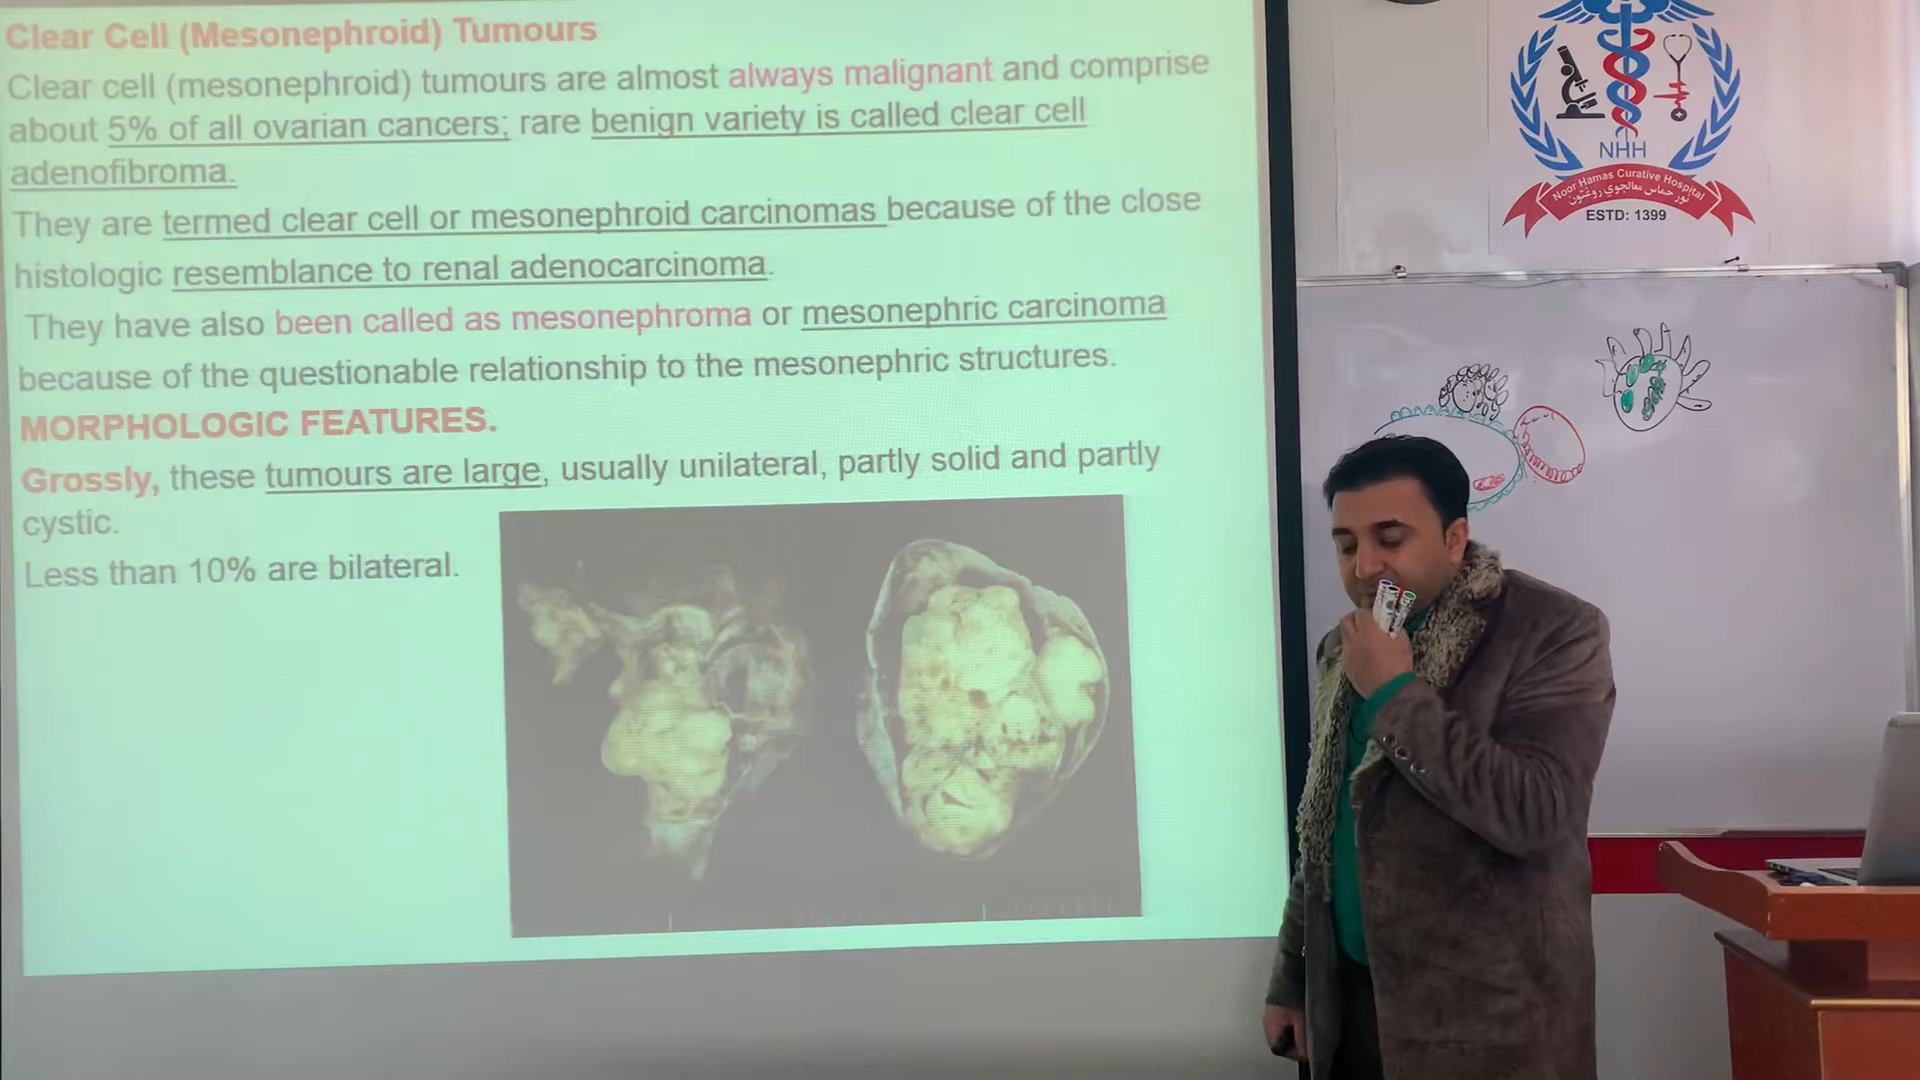 Clear Cell (Mesonephroid) Tumours
Clear cell (mesonephroid) tumours are almost always malignant and comprise
about 5% of all ovarian cancers; rare benign variety is called clear cell
adenofibroma.
They are termed clear cell or mesonephroid carcinomas because of the close
histologic resemblance to renal adenocarcinoma.
They have also been called as mesonephroma or mesonephric carcinoma
because of the questionable relationship to the mesonephric structures.
MORPHOLOGIC FEATURES.
Grossly, these tumours are large, usually unilateral, partly solid and partly
cystic.
Less than 10% are bilateral.
NHH
Noor Hamas Curative Hospital
نور حماس معالجوي روغتون
ESTD: 1399